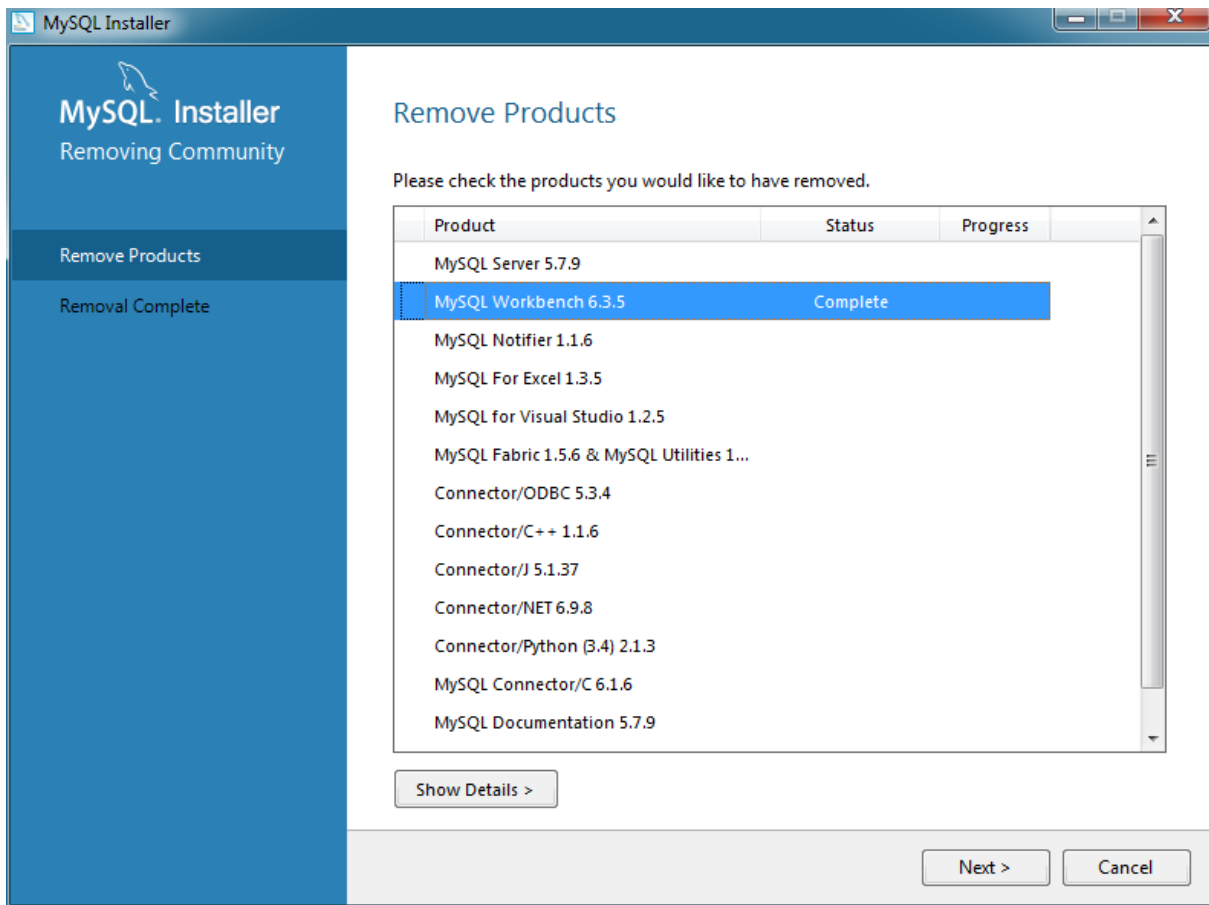 MySQL Installer
MySQL. Installer
Removing Community
Remove Products
Removal Complete
Remove Products
Please check the products you would like to have removed.
Product Status Progress
MySQL Server 5.7.9
MySQL Workbench 6.3.5 Complete
MySQL Notifier 1.1.6
MySQL For Excel 1.3.5
MySQL for Visual Studio 1.2.5
MySQL Fabric 1.5.6 & MySQL Utilities 1...
Connector/ODBC 5.3.4
Connector/C++ 1.1.6
Connector/J 5.1.37
Connector/NET 6.9.8
Connector/Python (3.4) 2.1.3
MySQL Connector/C 6.1.6
MySQL Documentation 5.7.9
Show Details >
Next > Cancel